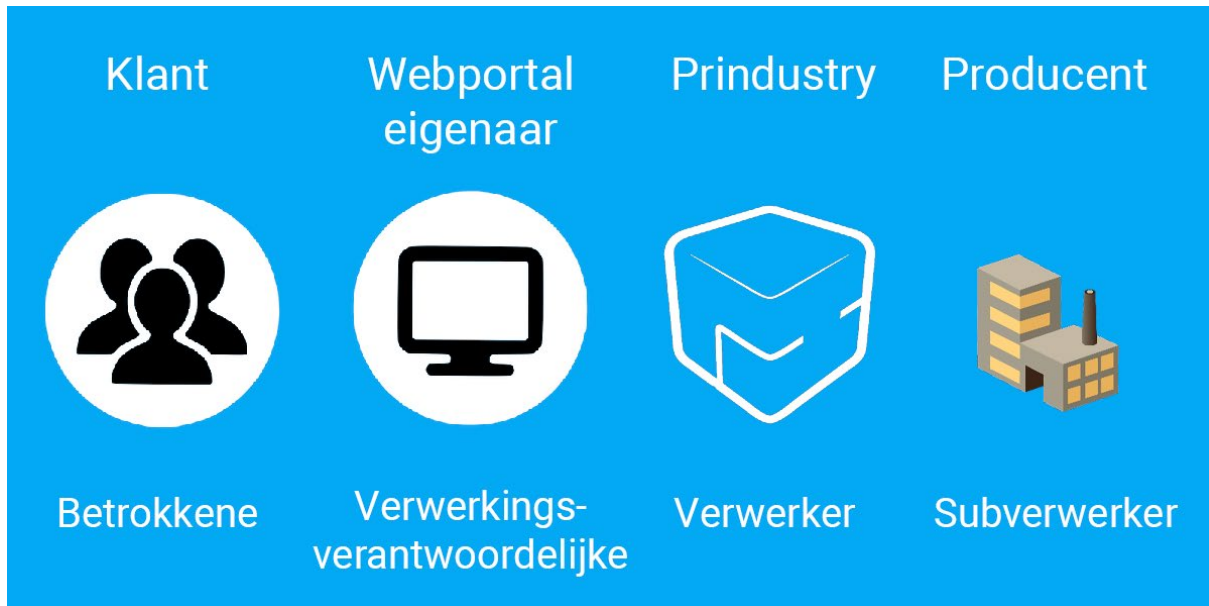 Klant
Webportal
eigenaar
Prindustry
Producent
Betrokkene
Verwerkings-
verantwoordelijke
Verwerker
Subverwerker